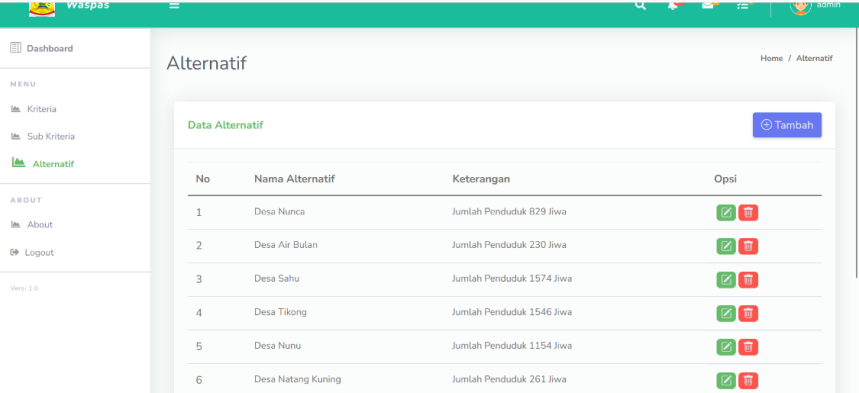 Waspas
admin
Dashboard
MENU
Kriteria
Sub Kriteria
Alternatif
ABOUT
About
Logout
Versi 1.0
Alternatif
Home / Alternatif
Data Alternatif
Tambah
No Nama Alternatif Keterangan Opsi
1 Desa Nunca Jumlah Penduduk 829 Jiwa
2 Desa Air Bulan Jumlah Penduduk 230 Jiwa
3 Desa Sahu Jumlah Penduduk 1574 Jiwa
4 Desa Tikong Jumlah Penduduk 1546 Jiwa
5 Desa Nunu Jumlah Penduduk 1154 Jiwa
6 Desa Natang Kuning Jumlah Penduduk 261 Jiwa